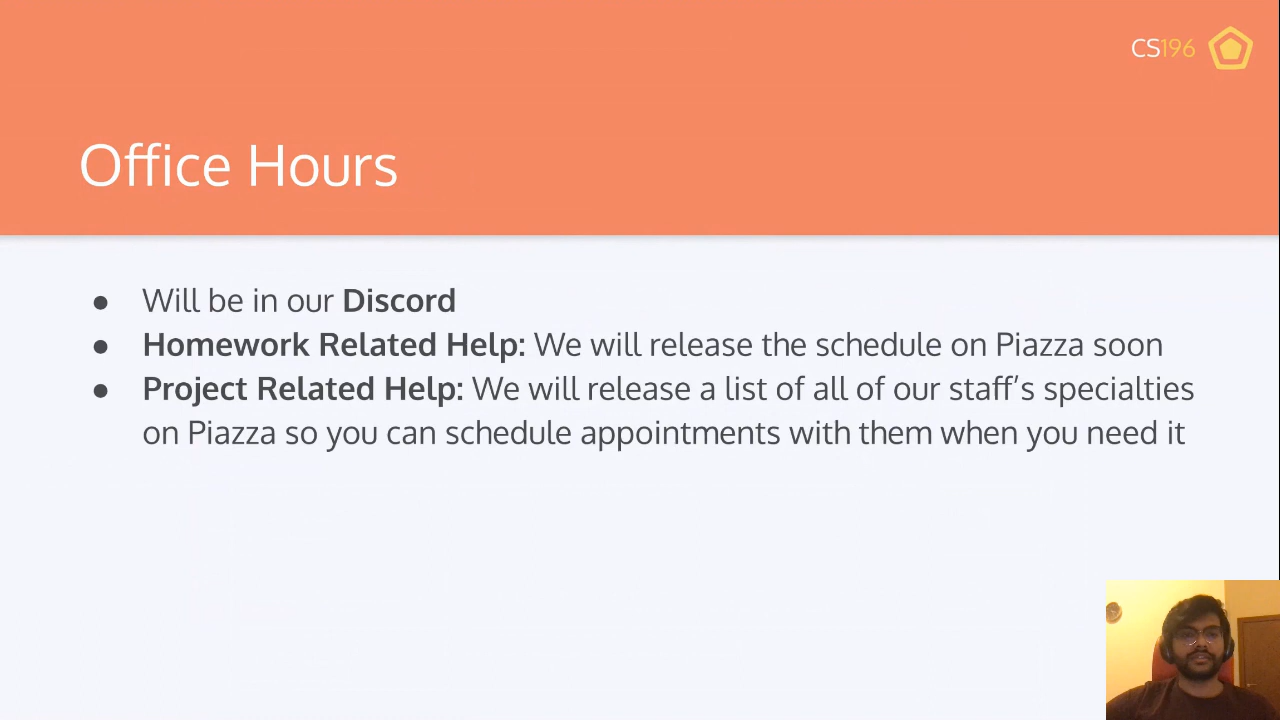 CS196
Office Hours
● Will be in our Discord
● Homework Related Help: We will release the schedule on Piazza soon
● Project Related Help: We will release a list of all of our staff’s specialties
on Piazza so you can schedule appointments with them when you need it